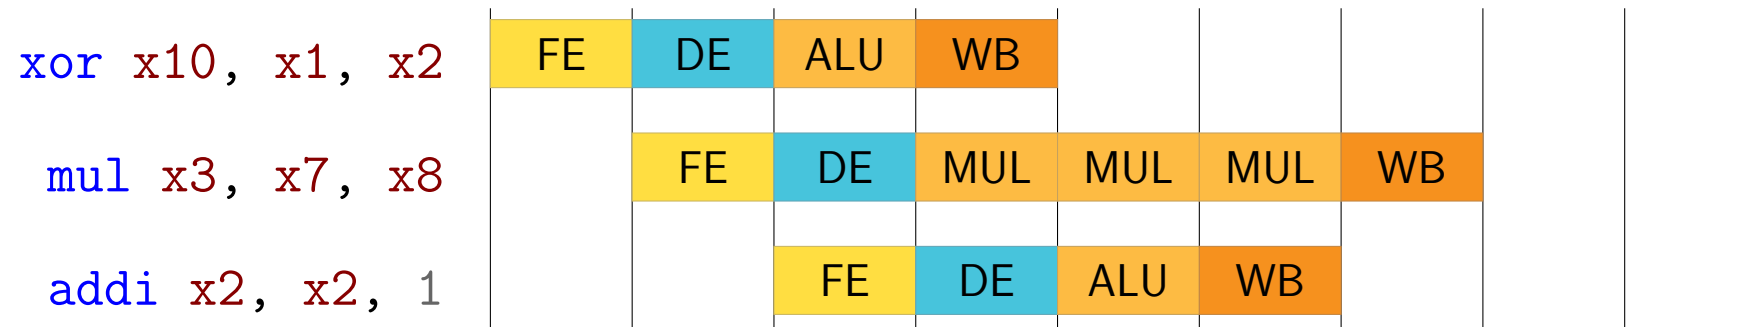 xor x10, x1, x2 FE DE ALU WB
mul x3, x7, x8 FE DE MUL MUL MUL WB
addi x2, x2, 1 FE DE ALU WB